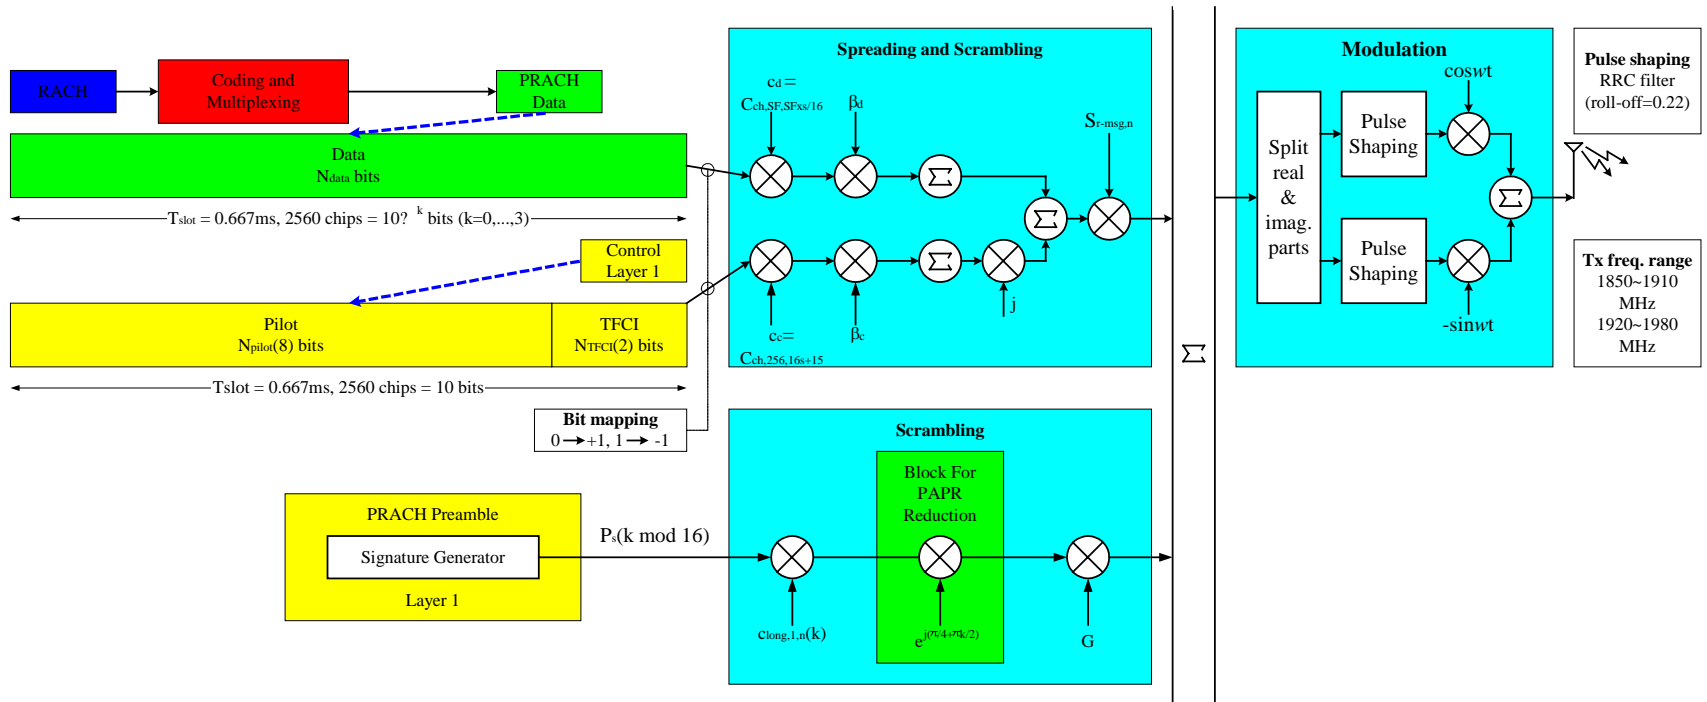 RACH
Coding and
Multiplexing
PRACH
Data
Data
Ndata bits
Tslot = 0.667ms, 2560 chips = 10? k bits (k=0,...,3)
Control
Layer 1
Pilot
Npilot(8) bits
TFCI
NTFCI(2) bits
Tslot = 0.667ms, 2560 chips = 10 bits
Bit mapping
0 → +1, 1 → -1
PRACH Preamble
Signature Generator
Layer 1
Ps(k mod 16)
Spreading and Scrambling
cd=
Cch,SF,SFxs/16
βd
Σ
Sr-msg,n
Σ
Σ
j
cc=
Cch,256,16s+15
βc
Scrambling
Block For
PAPR
Reduction
clong,1,n(k)
ej(π/4+πk/2)
G
Σ
Modulation
coswt
Split
real
&
imag.
parts
Pulse
Shaping
Pulse
Shaping
Σ
-sinwt
Pulse shaping
RRC filter
(roll-off=0.22)
Tx freq. range
1850~1910
MHz
1920~1980
MHz